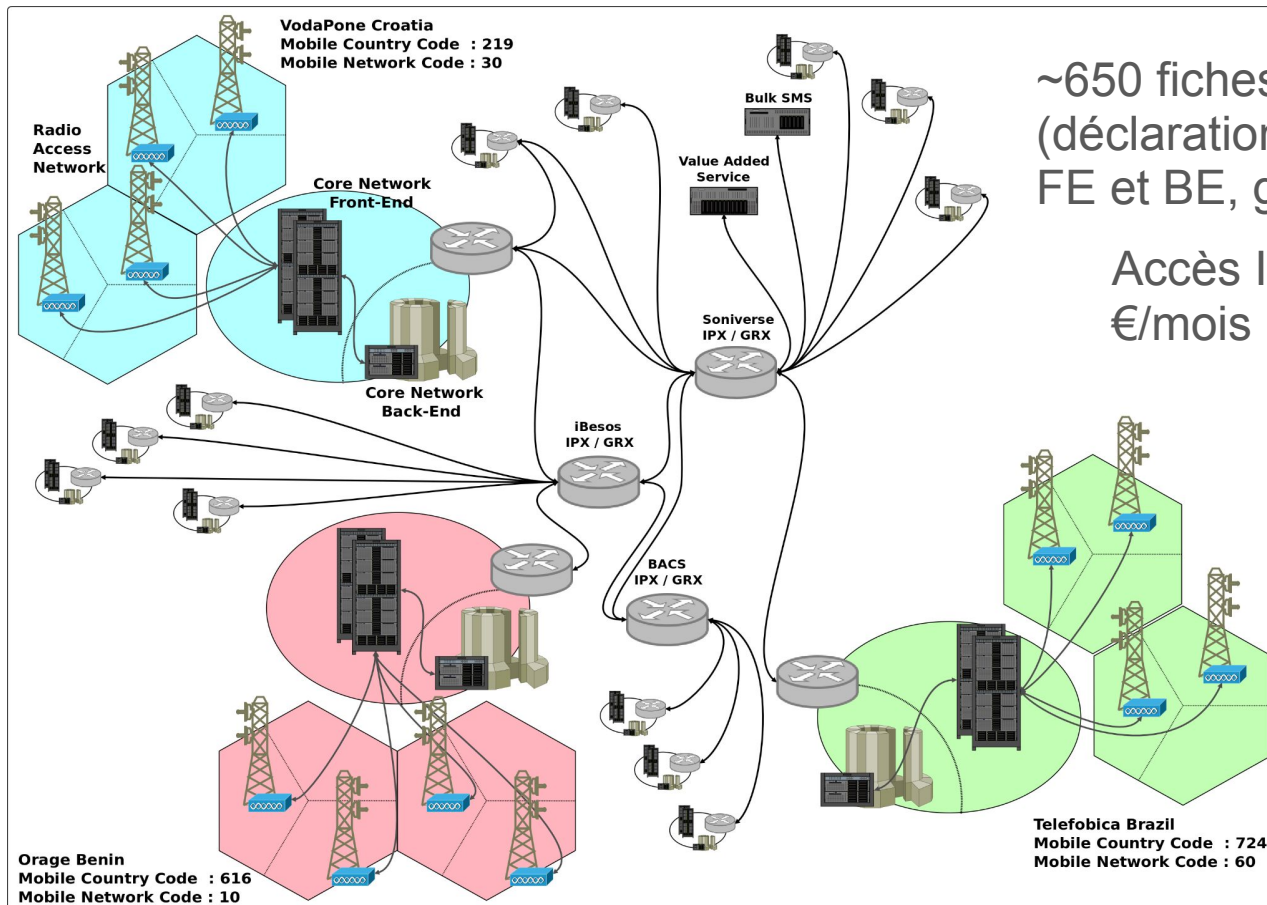 VodaPone Croatia
Mobile Country Code : 219
Mobile Network Code : 30
Radio
Access
Network
Core Network
Front-End
Core Network
Back-End
Bulk SMS
Value Added
Service
~650 fiches
(déclaration
FE et BE, g
Accès I
€/mois
Soniverse
IPX / GRX
iBesos
IPX / GRX
BACS
IPX / GRX
Orage Benin
Mobile Country Code : 616
Mobile Network Code : 10
Telefobica Brazil
Mobile Country Code : 724
Mobile Network Code : 60